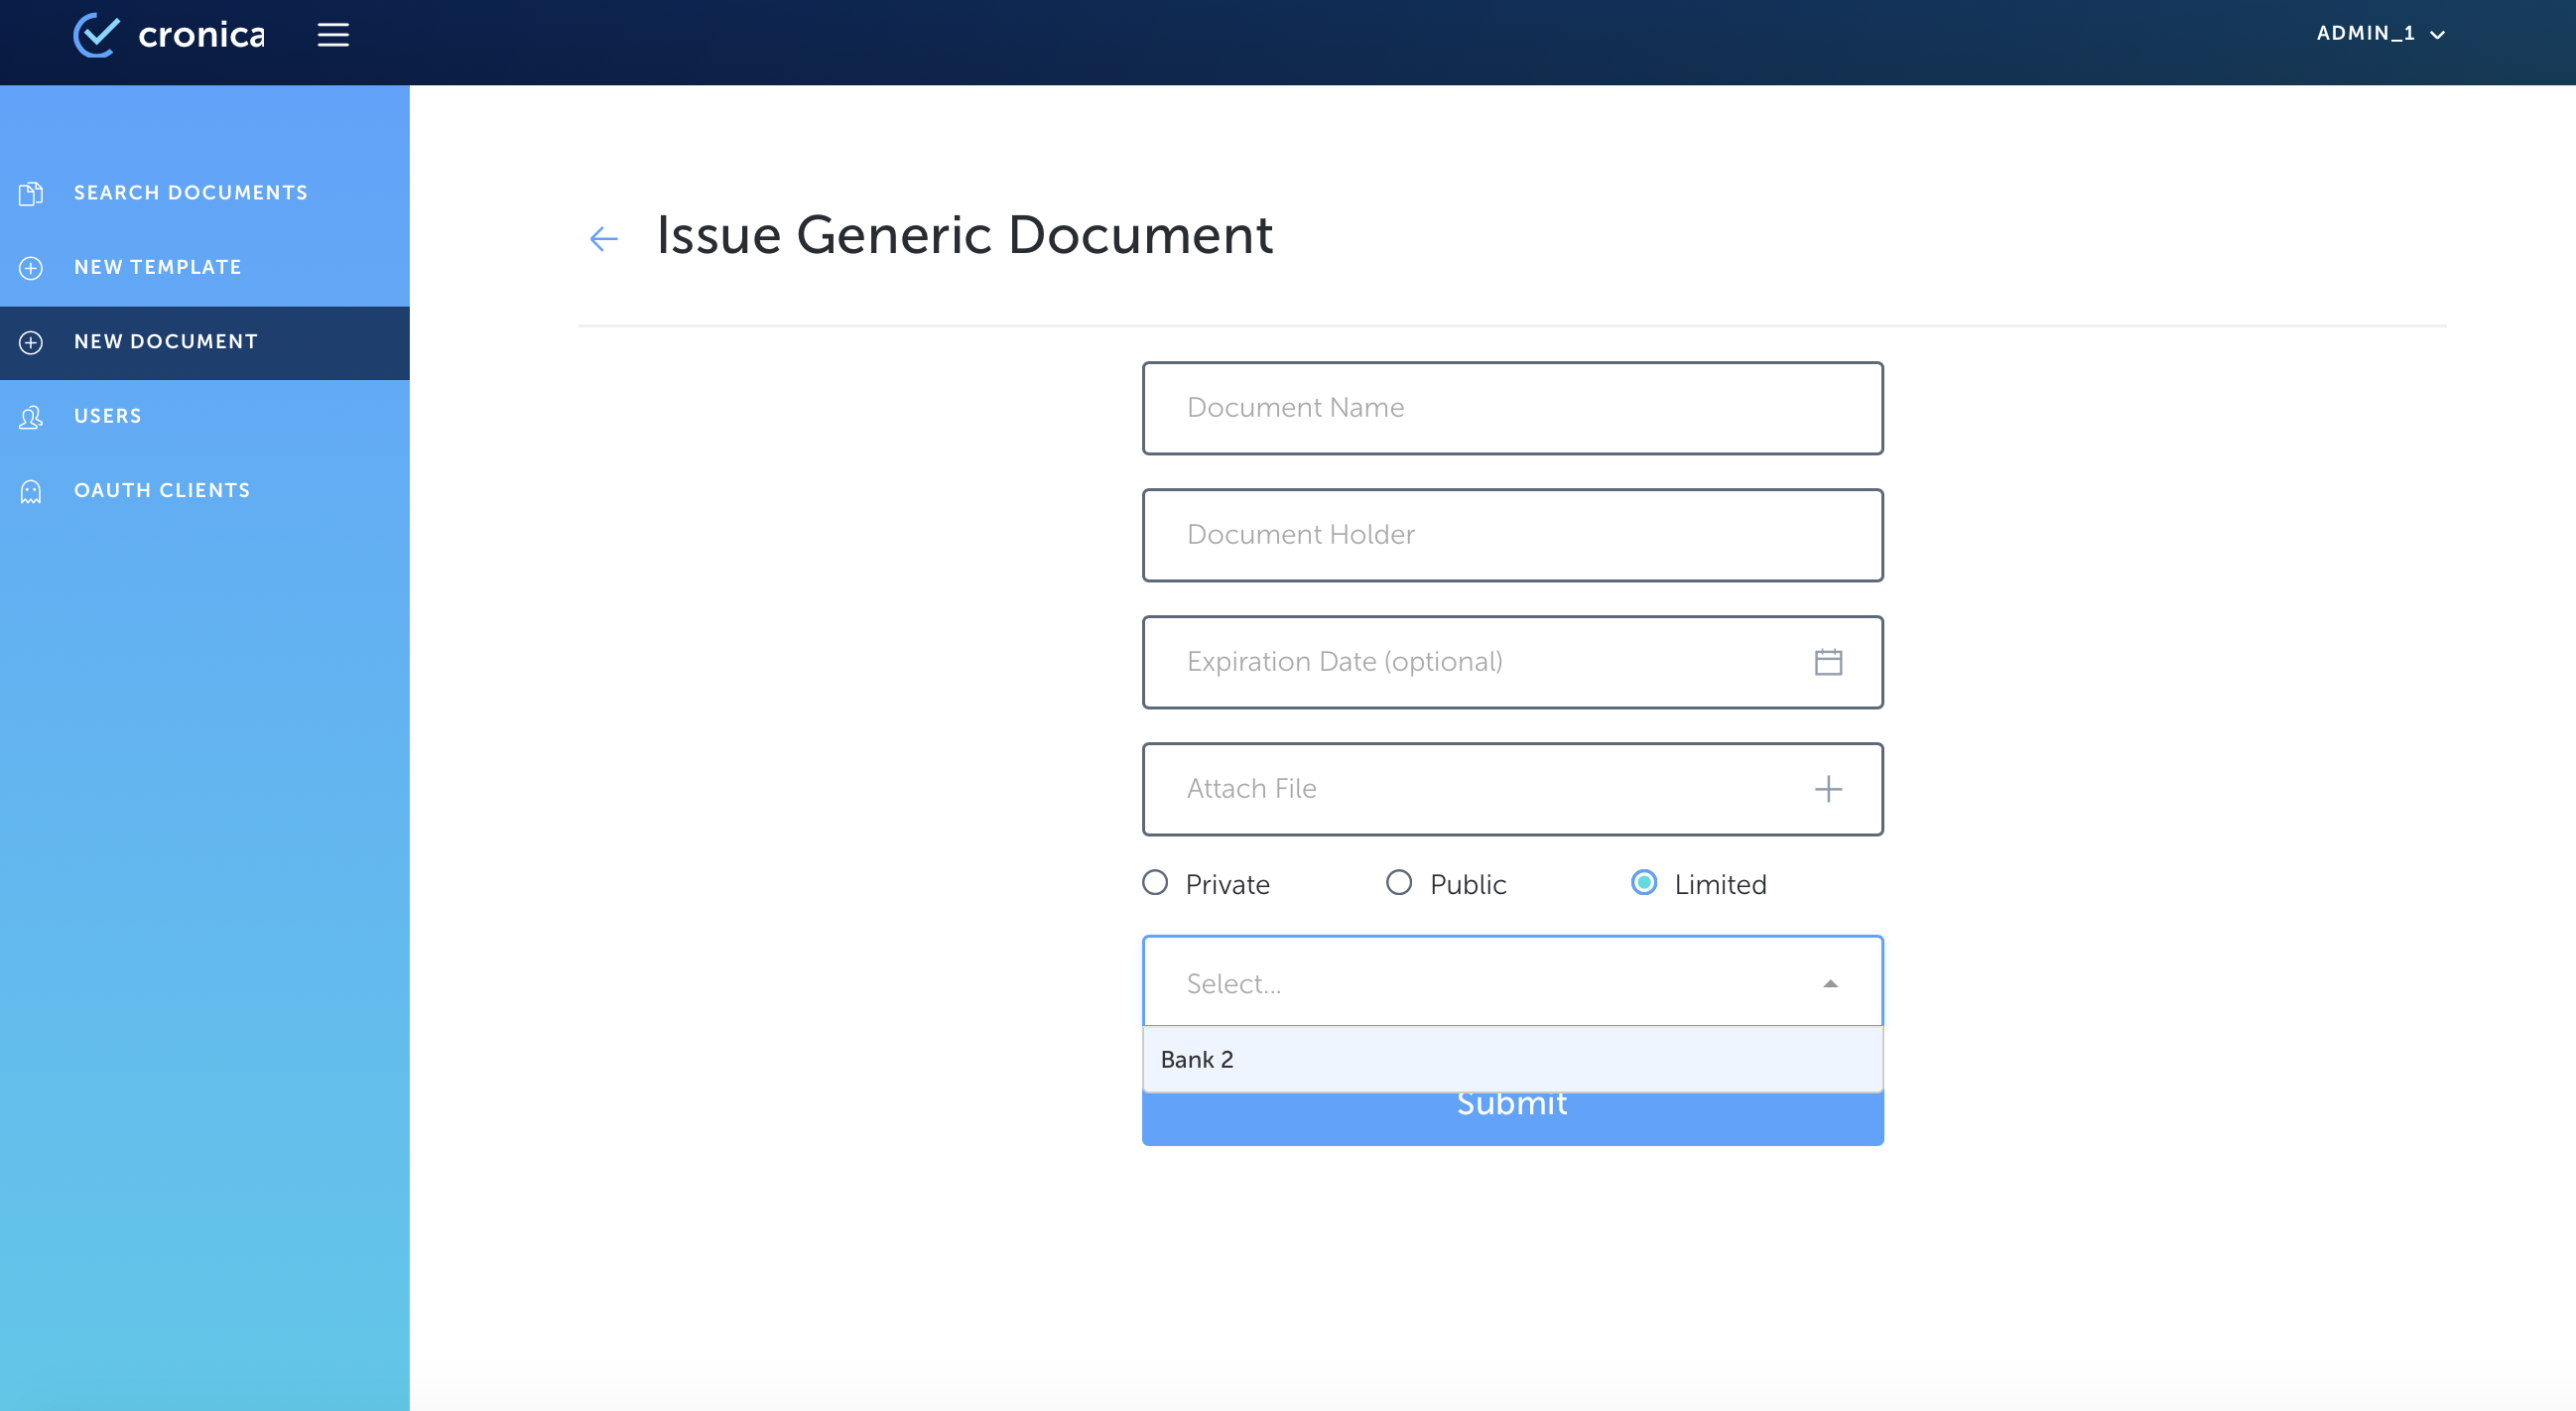 cronica
ADMIN_1
SEARCH DOCUMENTS
NEW TEMPLATE
NEW DOCUMENT
USERS
OAUTH CLIENTS
Issue Generic Document
Document Name
Document Holder
Expiration Date (optional)
Attach File
Private Public Limited
Select...
Bank 2
Submit